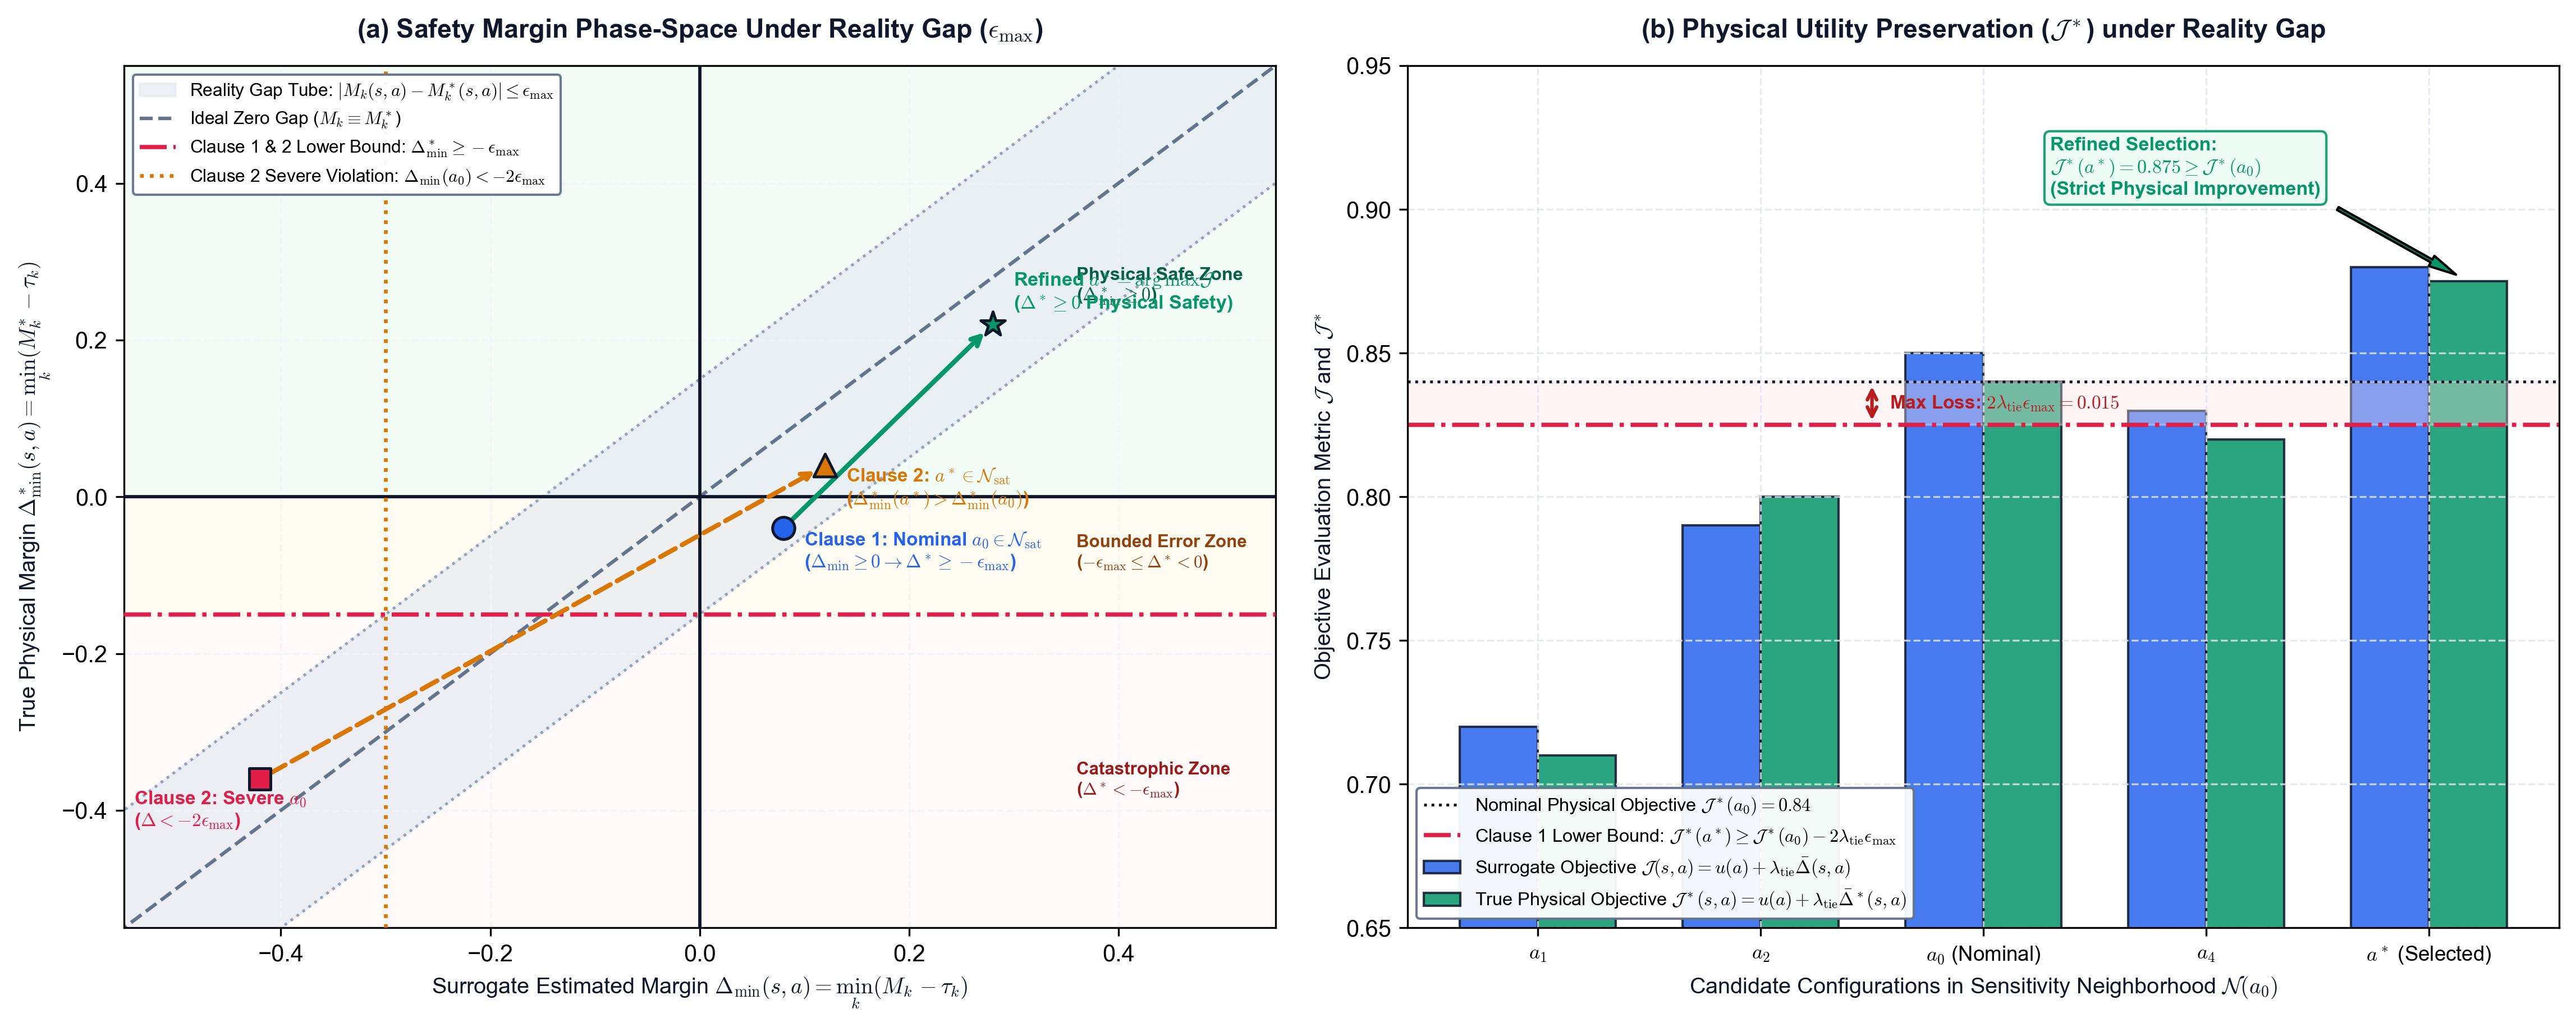 (a) Safety Margin Phase-Space Under Reality Gap (ϵmax)
Reality Gap Tube: |Mk(s, a) − Mk*(s, a)| ≤ ϵmax
Ideal Zero Gap (Mk ≡ Mk*)
Clause 1 & 2 Lower Bound: Δ*min ≥ −ϵmax
Clause 2 Severe Violation: Δmin(a0) < −2ϵmax
True Physical Margin Δ*min(s, a) = min k (Mk* − τk)
0.4
0.2
0.0
−0.2
−0.4
Physical Safe Zone
Refined
(Δ* ≥ 0 Physical Safety)
Clause 2: a* ∈ Nsat
(Δ*min(a*) > Δ*min(a0))
Clause 1: Nominal a0 ∈ Nsat
(Δmin ≥ 0 → Δ* ≥ −ϵmax)
Bounded Error Zone
(−ϵmax ≤ Δ* < 0)
Catastrophic Zone
(Δ* < −ϵmax)
Clause 2: Severe a0
(Δ < −2ϵmax)
−0.4
−0.2
0.0
0.2
0.4
Surrogate Estimated Margin Δmin(s, a) = min k (Mk − τk)
(b) Physical Utility Preservation (𝒥*) under Reality Gap
Objective Evaluation Metric 𝒥 and 𝒥*
0.95
0.90
0.85
0.80
0.75
0.70
0.65
Refined Selection:
𝒥*(a*) = 0.875 ≥ 𝒥*(a0)
(Strict Physical Improvement)
Max Loss: 2λtieϵmax = 0.015
Nominal Physical Objective 𝒥*(a0) = 0.84
Clause 1 Lower Bound: 𝒥*(a*) ≥ 𝒥*(a0) − 2λtieϵmax
Surrogate Objective 𝒥(s, a) = u(a) + λtieΔ̄(s, a)
True Physical Objective 𝒥*(s, a) = u(a) + λtieΔ̄*(s, a)
a1
a2
a0 (Nominal)
a4
a* (Selected)
Candidate Configurations in Sensitivity Neighborhood 𝒩(a0)